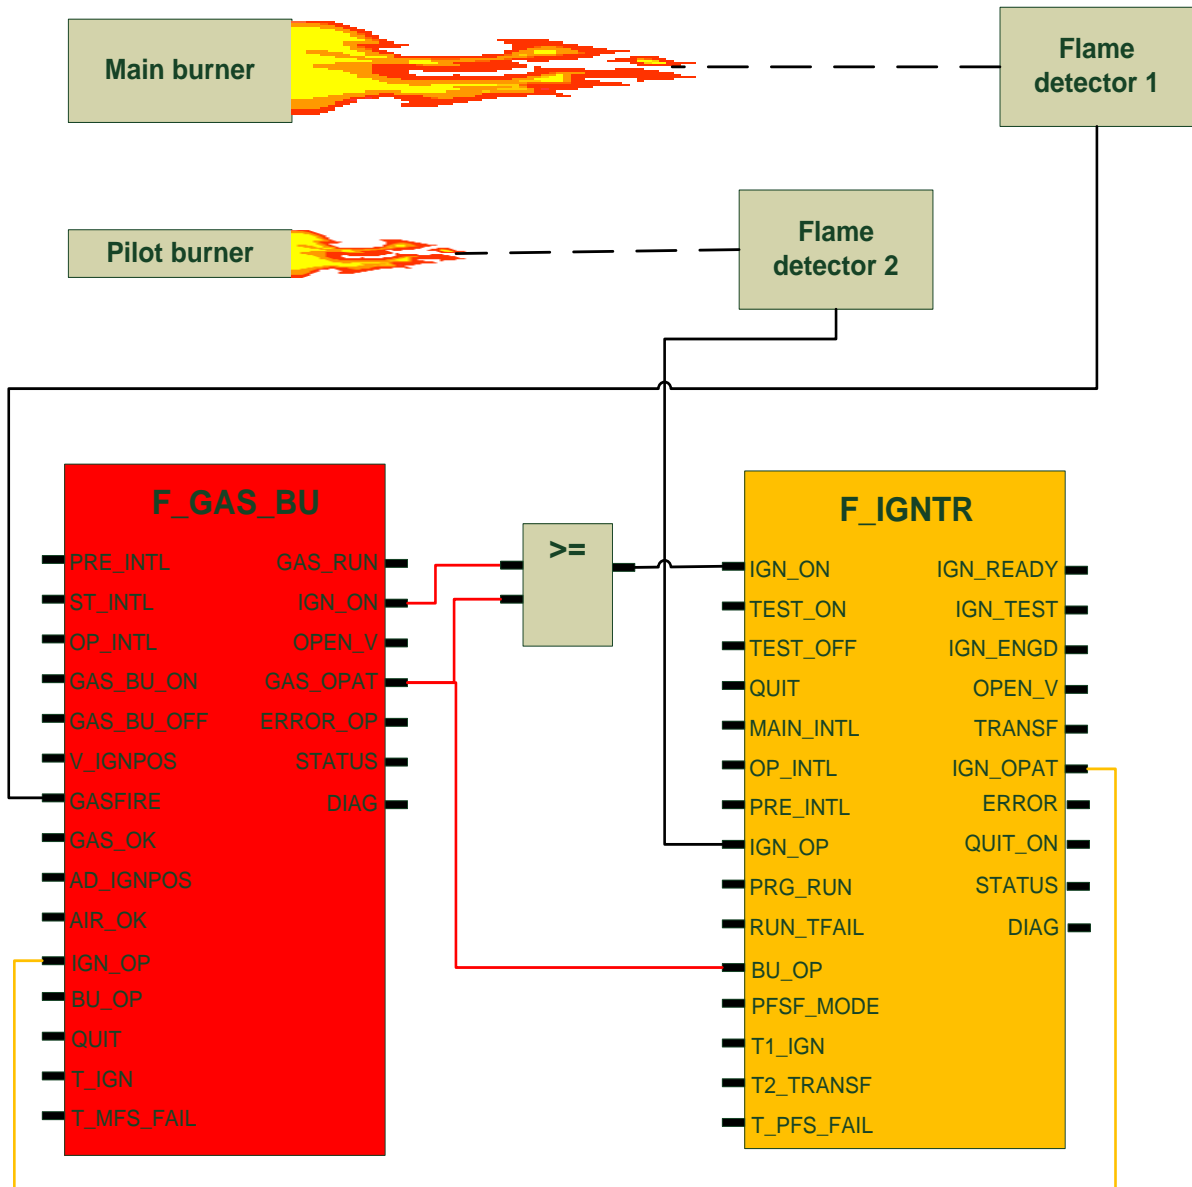 Main burner
Flame
detector 1
Pilot burner
Flame
detector 2
F_GAS_BU
PRE_INTL
ST_INTL
OP_INTL
GAS_BU_ON
GAS_BU_OFF
V_IGNPOS
GASFIRE
GAS_OK
AD_IGNPOS
AIR_OK
IGN_OP
BU_OP
QUIT
T_IGN
T_MFS_FAIL
GAS_RUN
IGN_ON
OPEN_V
GAS_OPAT
ERROR_OP
STATUS
DIAG
>=
F_IGNTR
IGN_ON
TEST_ON
TEST_OFF
QUIT
MAIN_INTL
OP_INTL
PRE_INTL
IGN_OP
PRG_RUN
RUN_TFAIL
BU_OP
PFSF_MODE
T1_IGN
T2_TRANSF
T_PFS_FAIL
IGN_READY
IGN_TEST
IGN_ENGD
OPEN_V
TRANSF
IGN_OPAT
ERROR
QUIT_ON
STATUS
DIAG